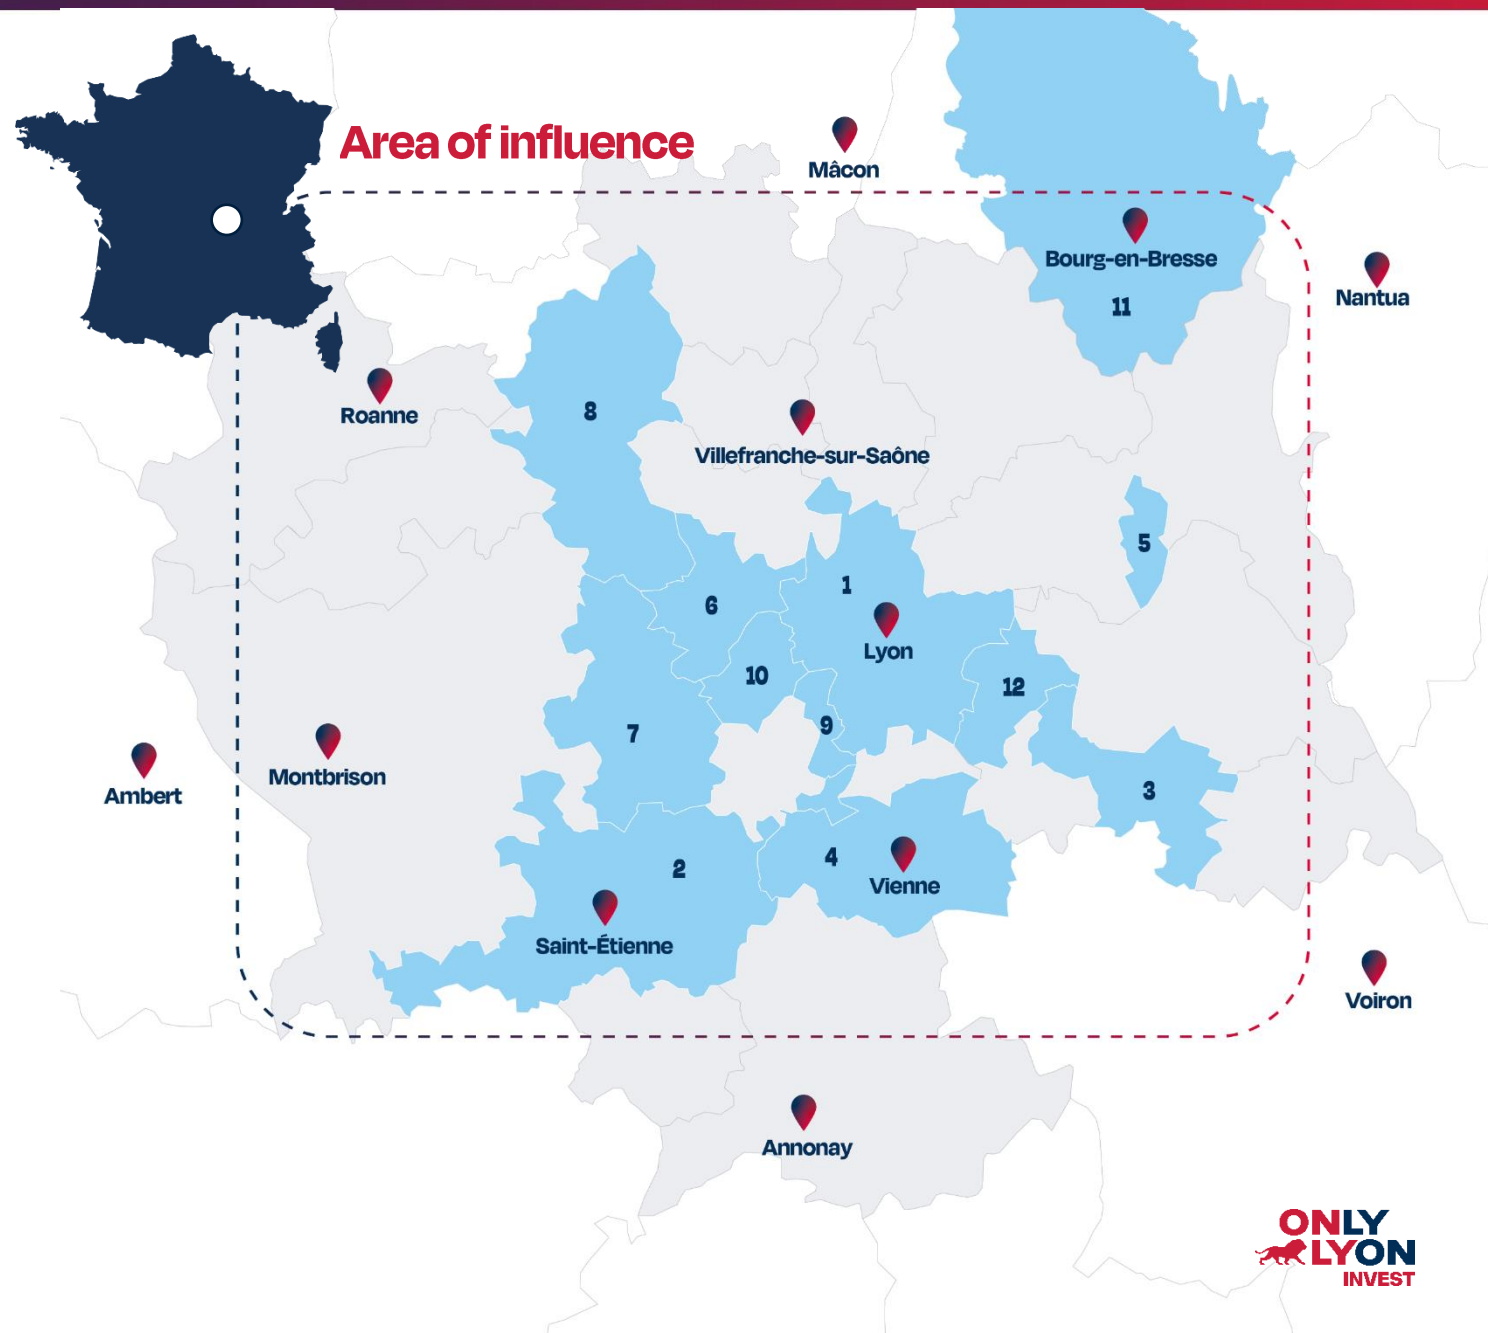 Area of influence
Mâcon
Bourg-en-Bresse
11
Nantua
Roanne
8
Villefranche-sur-Saône
5
1
6
Lyon
10
12
9
7
Montbrison
Ambert
3
4
2
Vienne
Saint-Étienne
Voiron
Annonay
ONLY
LYON
INVEST